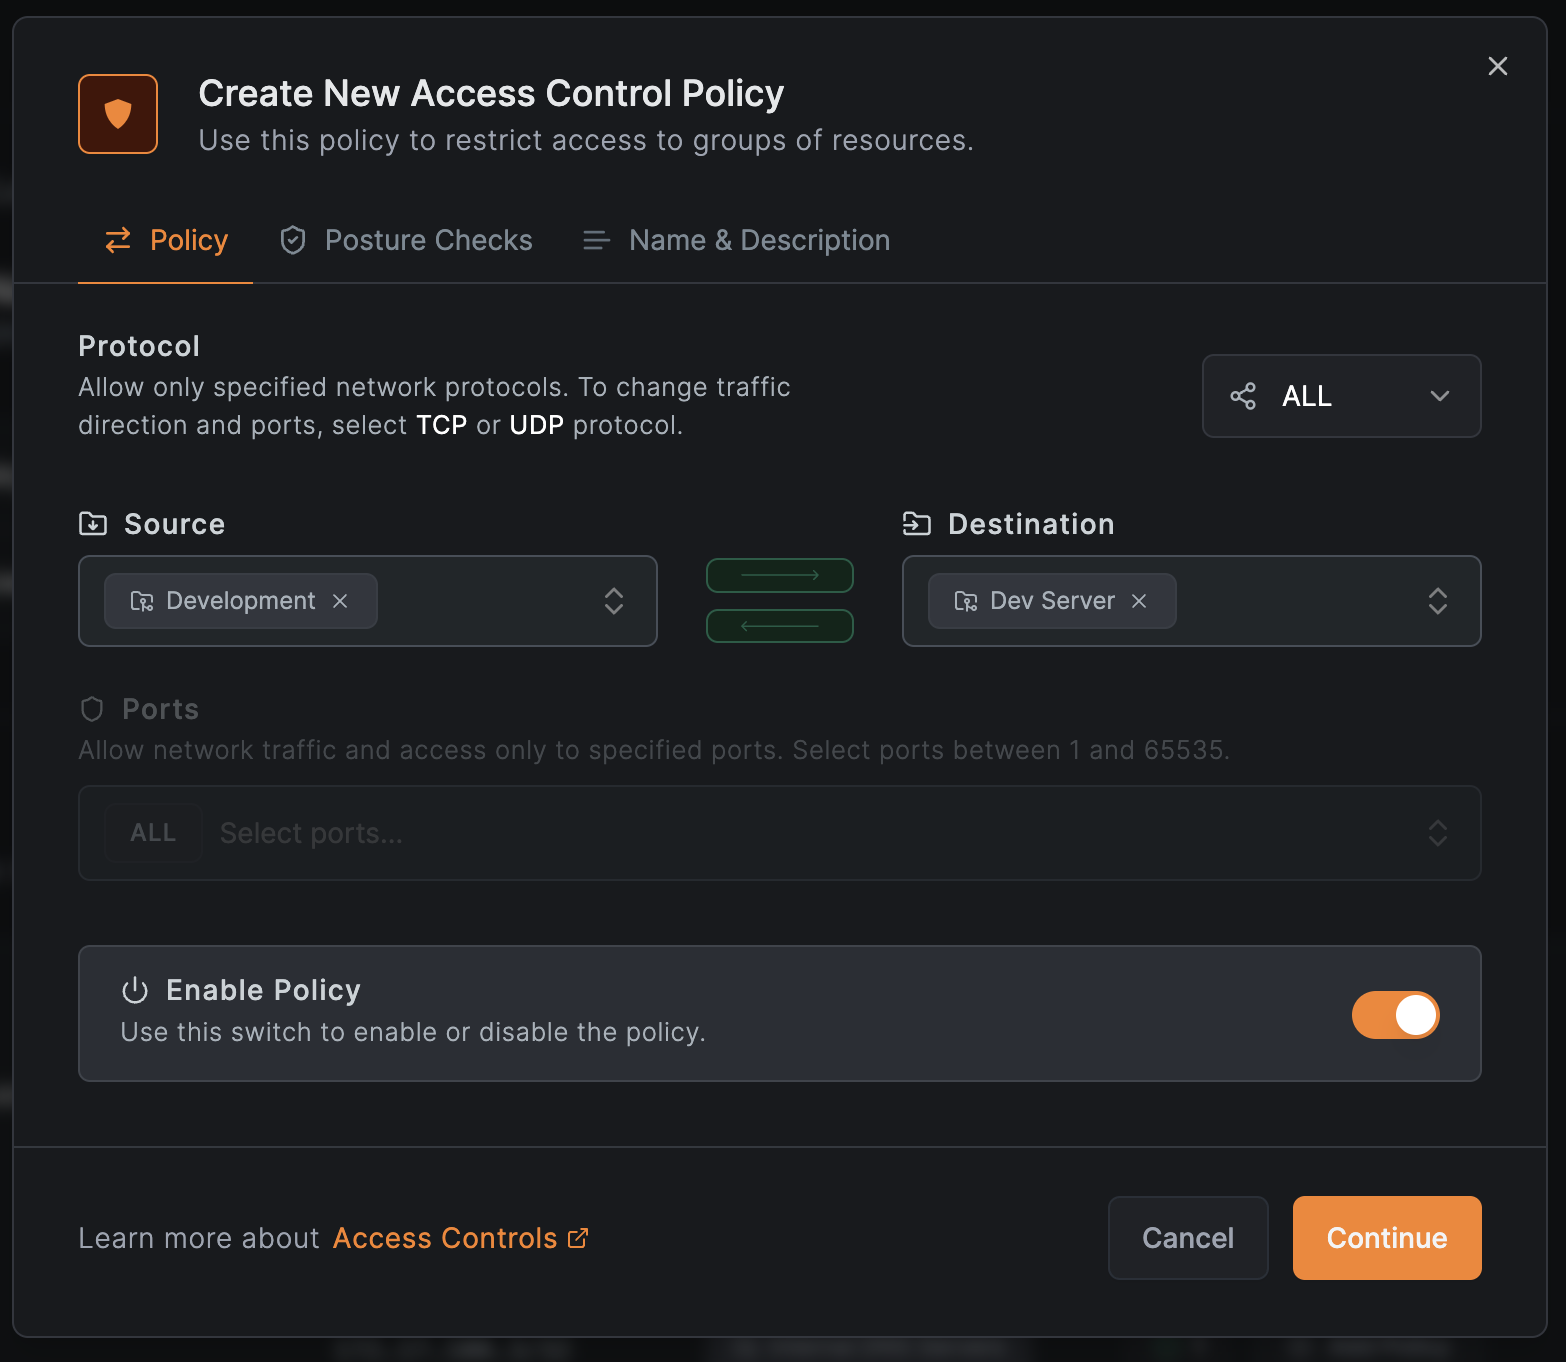 Create New Access Control Policy
Use this policy to restrict access to groups of resources.
Policy
Posture Checks
Name & Description
Protocol
Allow only specified network protocols. To change traffic
direction and ports, select TCP or UDP protocol.
ALL
Source
Destination
Development
Dev Server
Ports
Allow network traffic and access only to specified ports. Select ports between 1 and 65535.
ALL
Select ports...
Enable Policy
Use this switch to enable or disable the policy.
Learn more about Access Controls
Cancel
Continue